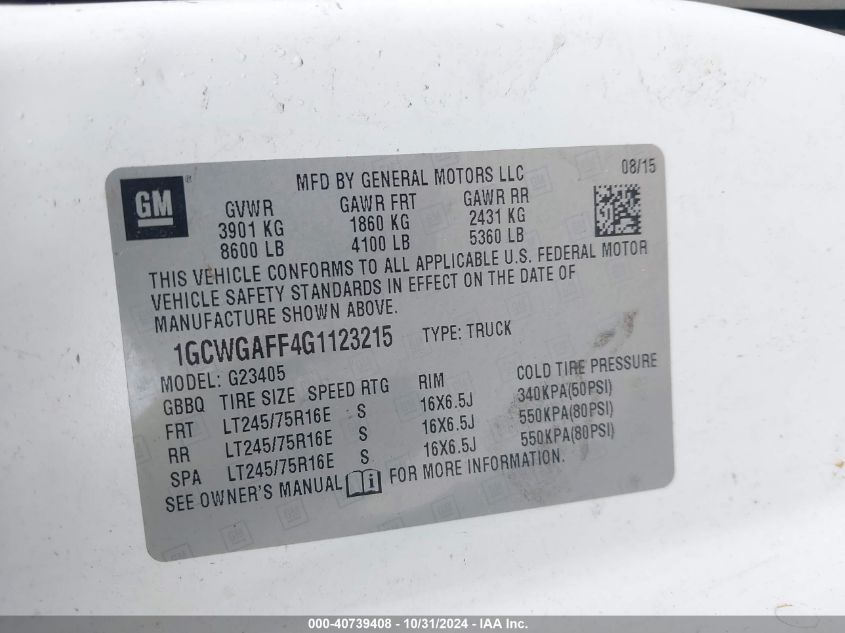 GM ®
MFD BY GENERAL MOTORS LLC 08/15
GVWR GAWR FRT GAWR RR
3901 KG 1860 KG 2431 KG
8600 LB 4100 LB 5360 LB
THIS VEHICLE CONFORMS TO ALL APPLICABLE U.S. FEDERAL MOTOR
VEHICLE SAFETY STANDARDS IN EFFECT ON THE DATE OF
MANUFACTURE SHOWN ABOVE.
1GCWGAFF4G1123215 TYPE: TRUCK
MODEL: G23405
GBBQ TIRE SIZE SPEED RTG RIM COLD TIRE PRESSURE
FRT LT245/75R16E S 16X6.5J 340KPA(50PSI)
RR LT245/75R16E S 16X6.5J 550KPA(80PSI)
SPA LT245/75R16E S 16X6.5J 550KPA(80PSI)
SEE OWNER'S MANUAL i FOR MORE INFORMATION.
000-40739408 - 10/31/2024 - IAA Inc.